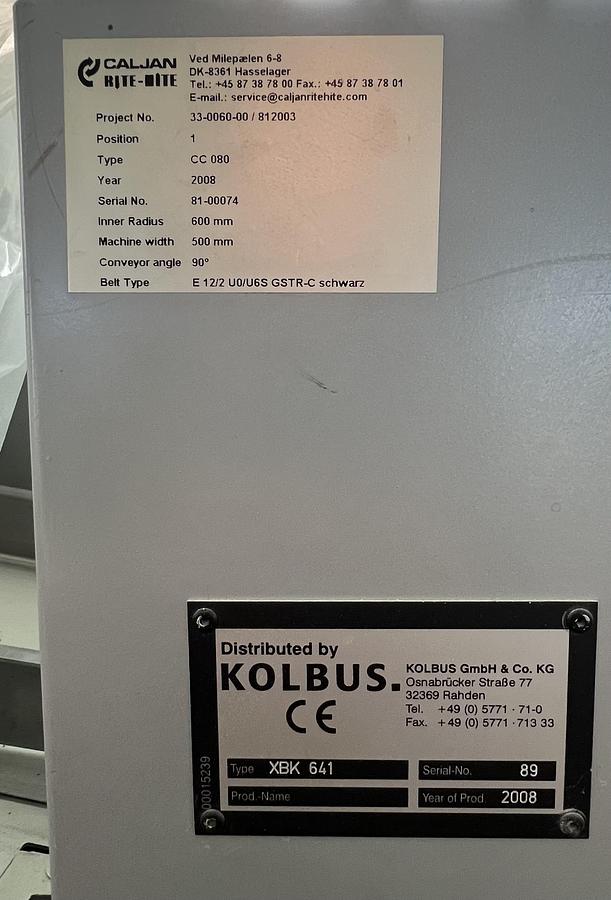 CALJAN
RITE-HITE
Ved Milepælen 6-8
DK-8361 Hasselager
Tel.: +45 87 38 78 00 Fax.: +45 87 38 78 01
E-mail.: service@caljanritehite.com
Project No. 33-0060-00 / 812003
Position 1
Type CC 080
Year 2008
Serial No. 81-00074
Inner Radius 600 mm
Machine width 500 mm
Conveyor angle 90°
Belt Type E 12/2 U0/U6S GSTR-C schwarz
Distributed by
KOLBUS.
CE
KOLBUS GmbH & Co. KG
Osnabrücker Straße 77
32369 Rahden
Tel. +49 (0) 5771 · 71-0
Fax. +49 (0) 5771 · 713 33
Type XBK 641
Serial-No. 89
Prod.-Name
Year of Prod 2008
00015239